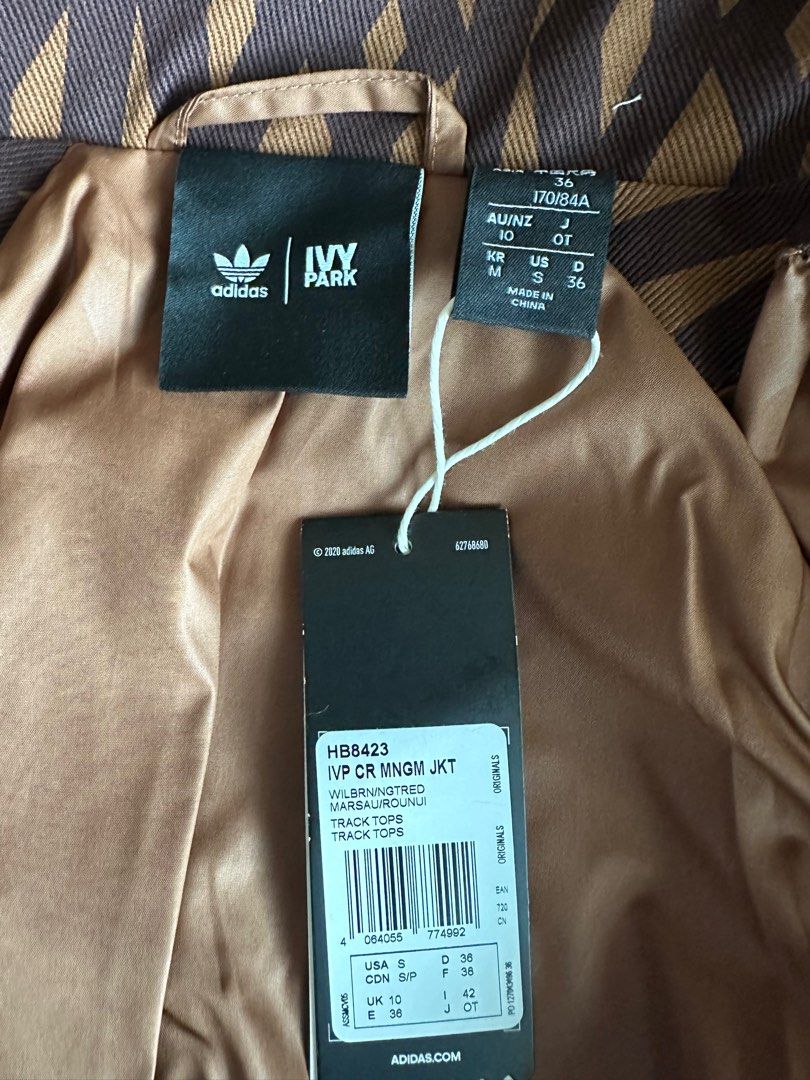 adidas
IVY
PARK
36
170/84A
AU/NZ J
10 OT
KR US D
M S 36
MADE IN
CHINA
© 2020 adidas AG 62768680
HB8423
IVP CR MNGM JKT
WILBRN/NGTRED
MARSAU/ROUNUI
TRACK TOPS
TRACK TOPS
ORIGINALS
ORIGINALS
EAN
720
CN
4 064055 774992
USA S D 36
CDN S/P F 38
UK 10 I 42
E 36 J OT
ADIDAS.COM